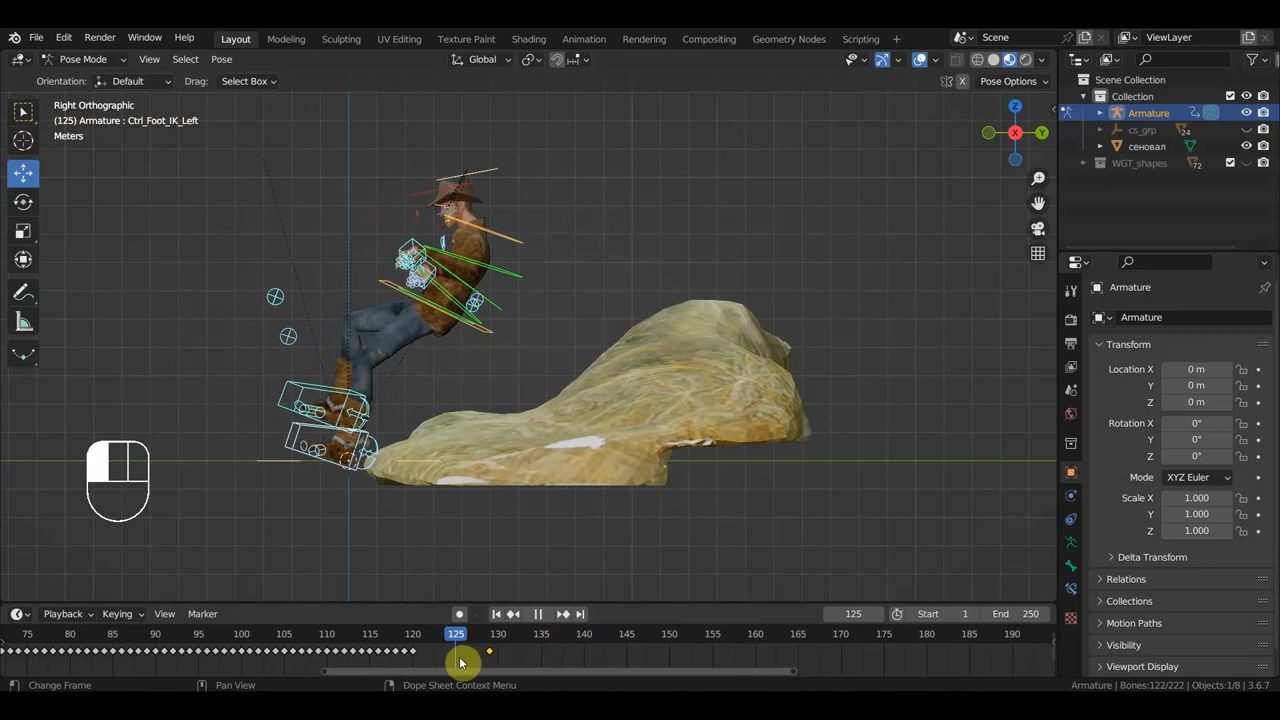 File Edit Render Window Help Layout Modeling Sculpting UV Editing Texture Paint Shading Animation Rendering Compositing Geometry Nodes Scripting + Scene ViewLayer
Pose Mode View Select Pose Global X Pose Options
Orientation: Default Drag: Select Box
Right Orthographic
(125) Armature : Ctrl_Foot_IK_Left
Meters
Z
X
Y
Scene Collection
Collection
Armature
cs_grp 24
сеновал
WGT_shapes 72
Armature
Armature
Transform
Location X 0 m
Y 0 m
Z 0 m
Rotation X 0°
Y 0°
Z 0°
Mode XYZ Euler
Scale X 1.000
Y 1.000
Z 1.000
Delta Transform
Relations
Collections
Motion Paths
Visibility
Viewport Display
Playback Keying View Marker 125 Start 1 End 250
75 80 85 90 95 100 105 110 115 120 125 130 135 140 145 150 155 160 165 170 175 180 185 190
Change Frame Pan View Dope Sheet Context Menu Armature | Bones:122/222 | Objects:1/8 | 3.6.7